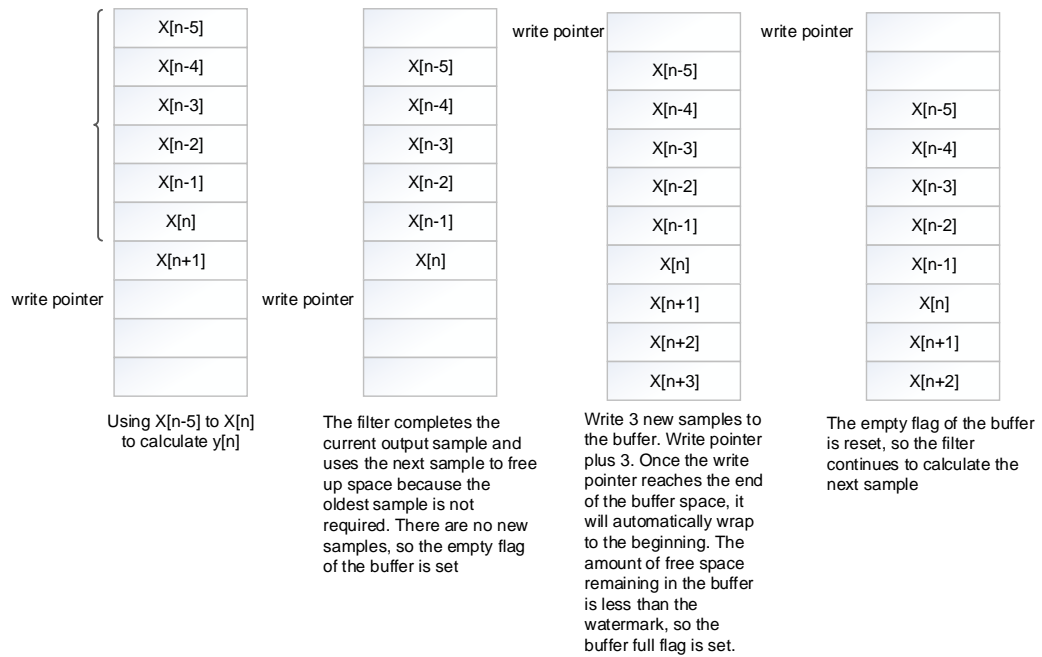 X[n-5]
X[n-4]
X[n-3]
X[n-2]
X[n-1]
X[n]
X[n+1]
write pointer
Using X[n-5] to X[n]
to calculate y[n]
X[n-5]
X[n-4]
X[n-3]
X[n-2]
X[n-1]
X[n]
write pointer
The filter completes the
current output sample and
uses the next sample to free
up space because the
oldest sample is not
required. There are no new
samples, so the empty flag
of the buffer is set
write pointer
X[n-5]
X[n-4]
X[n-3]
X[n-2]
X[n-1]
X[n]
X[n+1]
X[n+2]
X[n+3]
Write 3 new samples to
the buffer. Write pointer
plus 3. Once the write
pointer reaches the end
of the buffer space, it
will automatically wrap
to the beginning. The
amount of free space
remaining in the buffer
is less than the
watermark, so the
buffer full flag is set.
write pointer
X[n-5]
X[n-4]
X[n-3]
X[n-2]
X[n-1]
X[n]
X[n+1]
X[n+2]
The empty flag of the buffer
is reset, so the filter
continues to calculate the
next sample